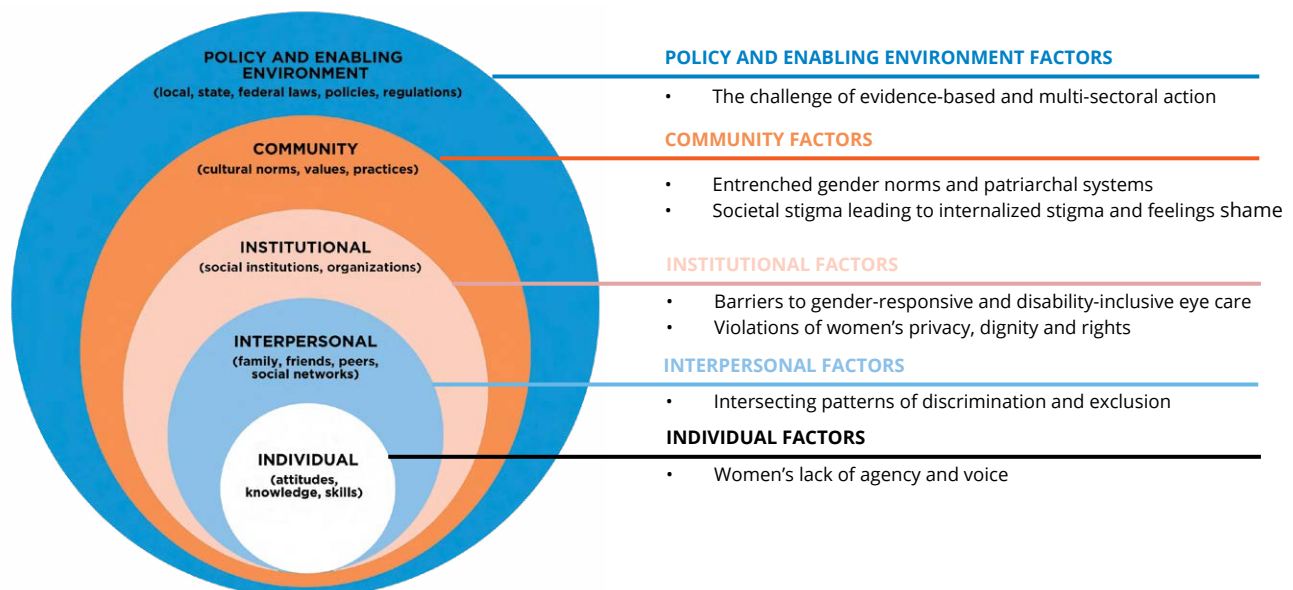 POLICY AND ENABLING
ENVIRONMENT
(local, state, federal laws, policies, regulations)
COMMUNITY
(cultural norms, values, practices)
INSTITUTIONAL
(social institutions, organizations)
INTERPERSONAL
(family, friends, peers,
social networks)
INDIVIDUAL
(attitudes,
knowledge, skills)
POLICY AND ENABLING ENVIRONMENT FACTORS
• The challenge of evidence-based and multi-sectoral action
COMMUNITY FACTORS
• Entrenched gender norms and patriarchal systems
• Societal stigma leading to internalized stigma and feelings shame
INSTITUTIONAL FACTORS
• Barriers to gender-responsive and disability-inclusive eye care
• Violations of women’s privacy, dignity and rights
INTERPERSONAL FACTORS
• Intersecting patterns of discrimination and exclusion
INDIVIDUAL FACTORS
• Women’s lack of agency and voice